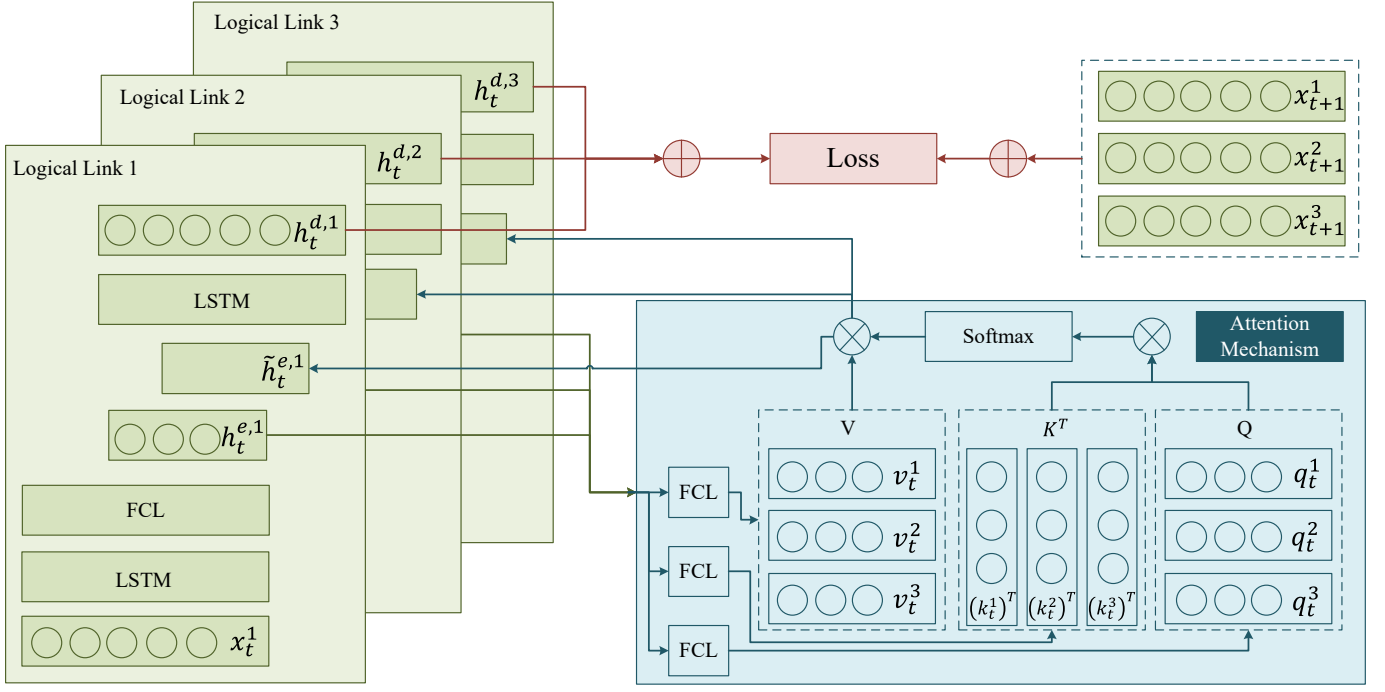 Logical Link 3
h_t^{d,3}
Logical Link 2
h_t^{d,2}
Logical Link 1
h_t^{d,1}
LSTM
h̃_t^{e,1}
h_t^{e,1}
FCL
LSTM
x_t^1
Loss
x_{t+1}^1
x_{t+1}^2
x_{t+1}^3
Softmax
Attention
Mechanism
V
v_t^1
v_t^2
v_t^3
K^T
(k_t^1)^T (k_t^2)^T (k_t^3)^T
Q
q_t^1
q_t^2
q_t^3
FCL
FCL
FCL